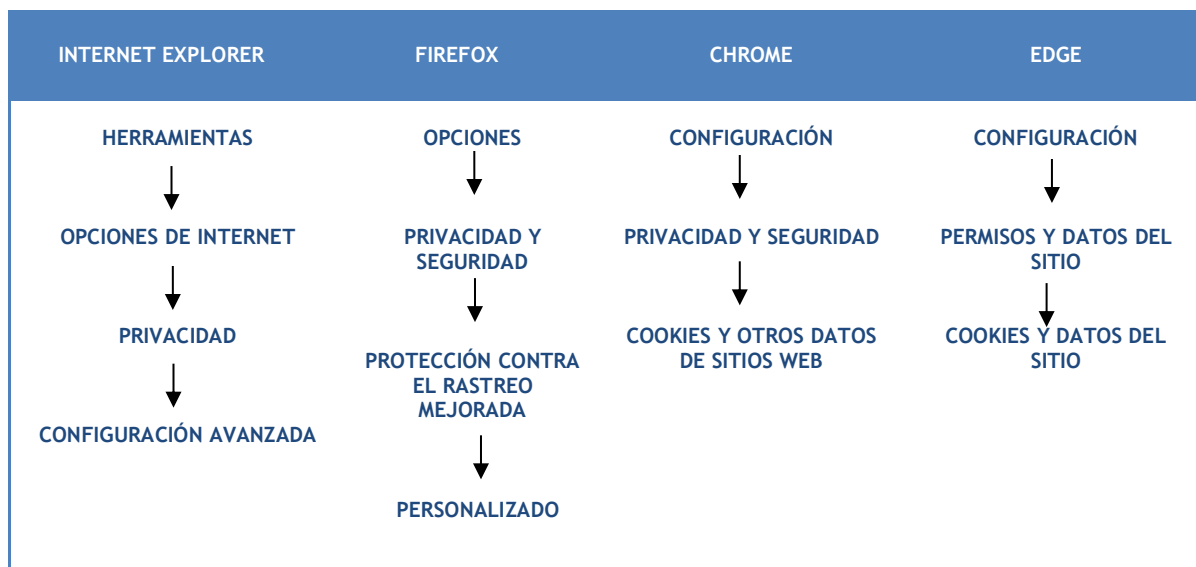 INTERNET EXPLORER
FIREFOX
CHROME
EDGE
HERRAMIENTAS
OPCIONES DE INTERNET
PRIVACIDAD
CONFIGURACIÓN AVANZADA
OPCIONES
PRIVACIDAD Y
SEGURIDAD
PROTECCIÓN CONTRA
EL RASTREO
MEJORADA
PERSONALIZADO
CONFIGURACIÓN
PRIVACIDAD Y SEGURIDAD
COOKIES Y OTROS DATOS
DE SITIOS WEB
CONFIGURACIÓN
PERMISOS Y DATOS DEL
SITIO
COOKIES Y DATOS DEL
SITIO